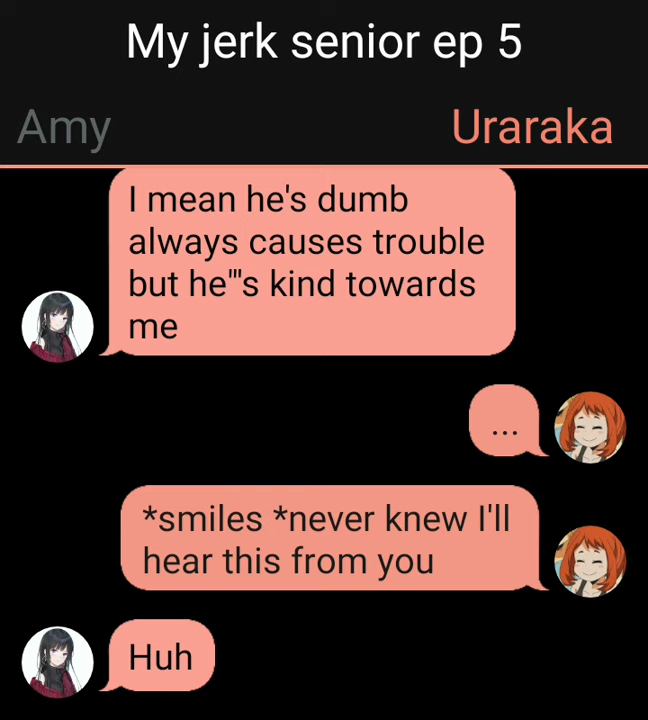 My jerk senior ep 5
Amy
Uraraka
I mean he's dumb
always causes trouble
but he"'s kind towards
me
...
*smiles *never knew I'll
hear this from you
Huh